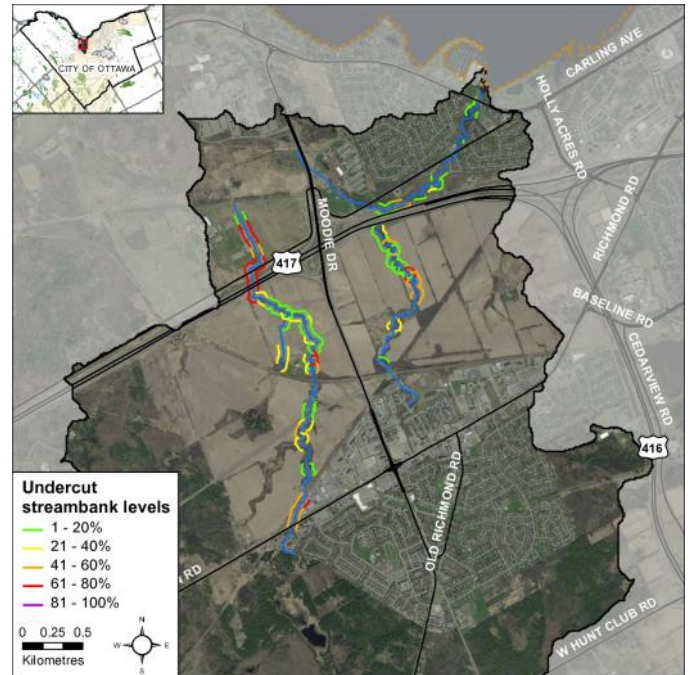 CITY OF OTTAWA
CARLING AVE
HOLLY ACRES RD
RICHMOND RD
MOODIE DR
417
BASELINE RD
CEDARVIEW RD
416
OLD RICHMOND RD
W HUNT CLUB RD
RD
Undercut
streambank levels
1 - 20%
21 - 40%
41 - 60%
61 - 80%
81 - 100%
0 0.25 0.5
Kilometres
N
W E
S